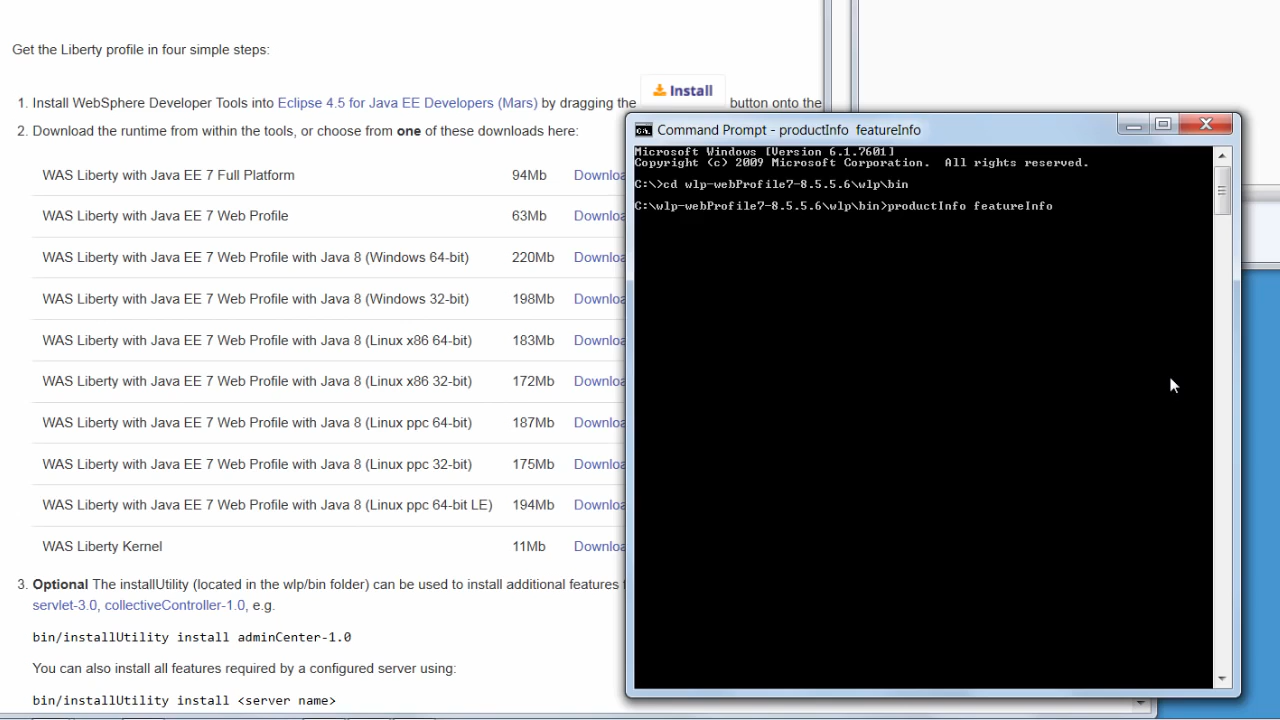 Get the Liberty profile in four simple steps:
1. Install WebSphere Developer Tools into Eclipse 4.5 for Java EE Developers (Mars) by dragging the Install button onto the
2. Download the runtime from within the tools, or choose from one of these downloads here:
WAS Liberty with Java EE 7 Full Platform 94Mb Downloa
WAS Liberty with Java EE 7 Web Profile 63Mb Downloa
WAS Liberty with Java EE 7 Web Profile with Java 8 (Windows 64-bit) 220Mb Downloa
WAS Liberty with Java EE 7 Web Profile with Java 8 (Windows 32-bit) 198Mb Downloa
WAS Liberty with Java EE 7 Web Profile with Java 8 (Linux x86 64-bit) 183Mb Downloa
WAS Liberty with Java EE 7 Web Profile with Java 8 (Linux x86 32-bit) 172Mb Downloa
WAS Liberty with Java EE 7 Web Profile with Java 8 (Linux ppc 64-bit) 187Mb Downloa
WAS Liberty with Java EE 7 Web Profile with Java 8 (Linux ppc 32-bit) 175Mb Downloa
WAS Liberty with Java EE 7 Web Profile with Java 8 (Linux ppc 64-bit LE) 194Mb Downloa
WAS Liberty Kernel 11Mb Downloa
3. Optional The installUtility (located in the wlp/bin folder) can be used to install additional features
servlet-3.0, collectiveController-1.0, e.g.
bin/installUtility install adminCenter-1.0
You can also install all features required by a configured server using:
bin/installUtility install <server name>
Command Prompt - productInfo featureInfo
Microsoft Windows [Version 6.1.7601]
Copyright (c) 2009 Microsoft Corporation. All rights reserved.
C:\>cd wlp-webProfile7-8.5.5.6\wlp\bin
C:\wlp-webProfile7-8.5.5.6\wlp\bin>productInfo featureInfo